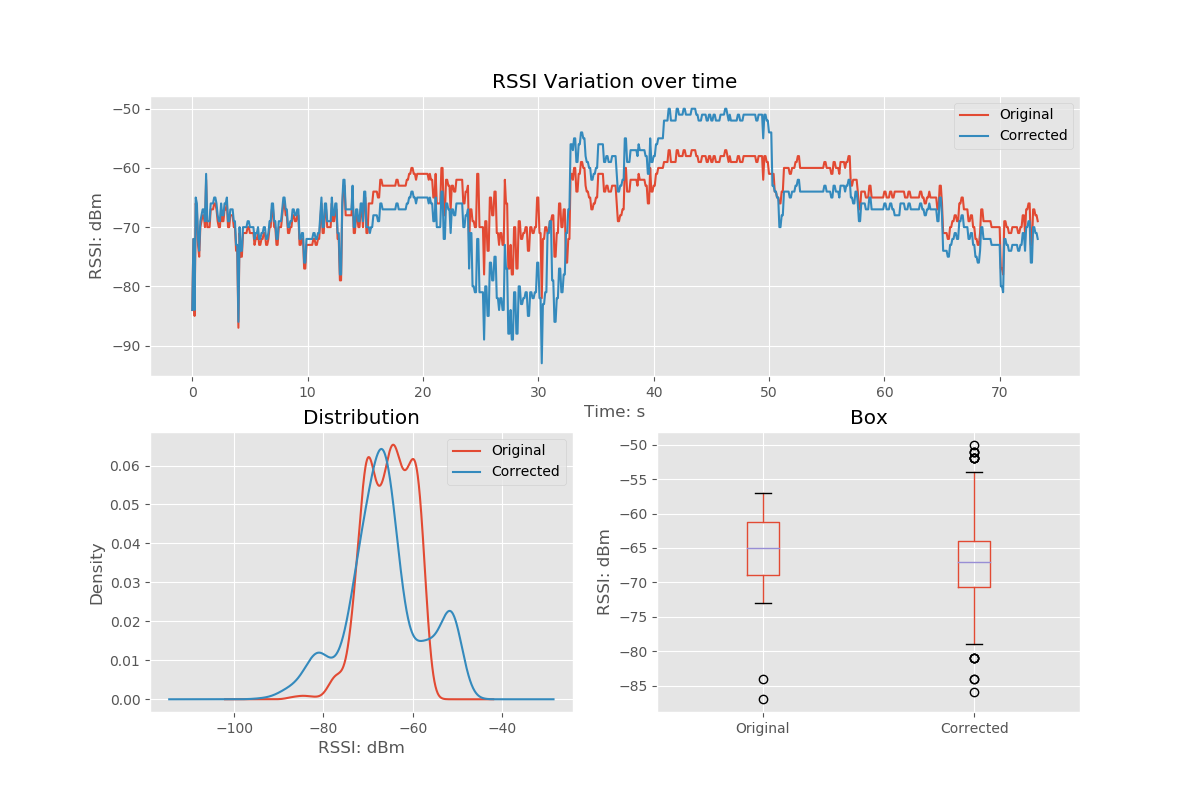 RSSI Variation over time
RSSI: dBm
−50
−60
−70
−80
−90
Original
Corrected
0 10 20 30 40 50 60 70
Time: s
Distribution
Density
0.06
0.05
0.04
0.03
0.02
0.01
0.00
Original
Corrected
−100 −80 −60 −40
RSSI: dBm
Box
RSSI: dBm
−50
−55
−60
−65
−70
−75
−80
−85
Original Corrected